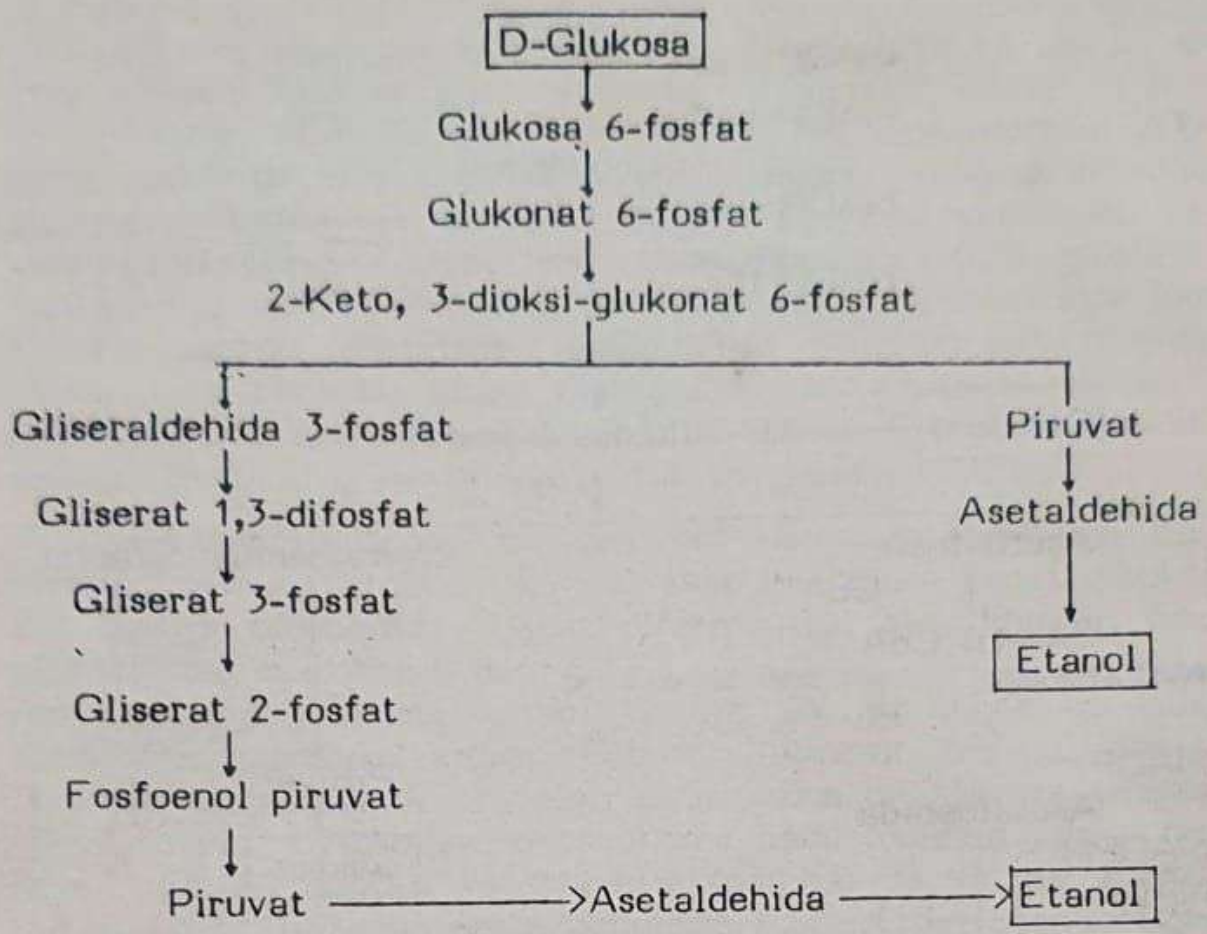 D-Glukosa
Glukosa 6-fosfat
Glukonat 6-fosfat
2-Keto, 3-dioksi-glukonat 6-fosfat
Gliseraldehida 3-fosfat
Piruvat
Gliserat 1,3-difosfat
Asetaldehida
Gliserat 3-fosfat
Etanol
Gliserat 2-fosfat
Fosfoenol piruvat
Piruvat Asetaldehida Etanol